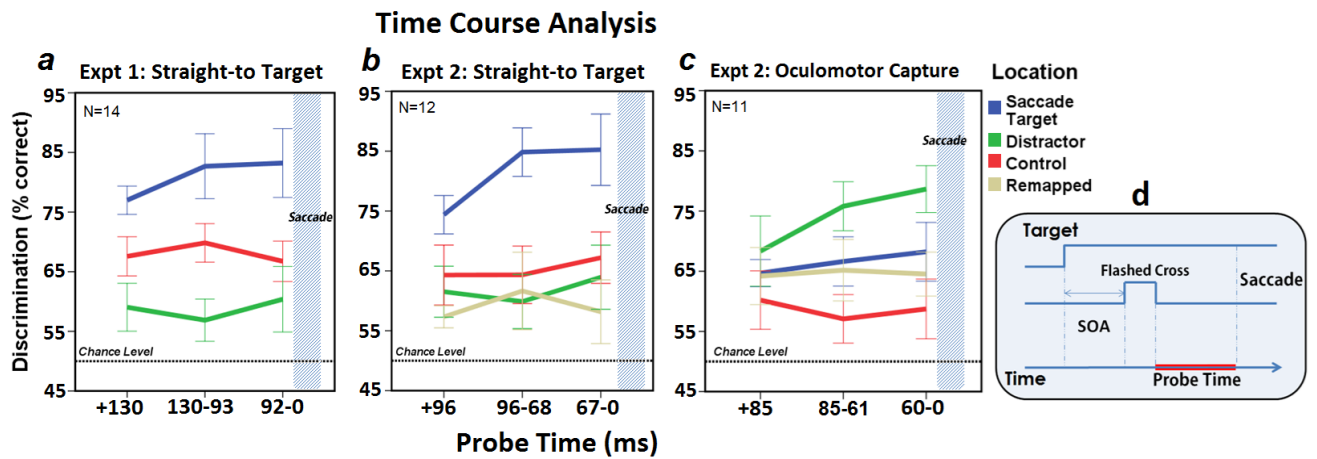 Time Course Analysis
a
Expt 1: Straight-to Target
b
Expt 2: Straight-to Target
c
Expt 2: Oculomotor Capture
Discrimination (% correct)
95
85
75
65
55
45
N=14
Saccade
Chance Level
+130
130-93
92-0
95
85
75
65
55
45
N=12
Saccade
Chance Level
+96
96-68
67-0
95
85
75
65
55
45
N=11
Saccade
Chance Level
+85
85-61
60-0
Probe Time (ms)
Location
Saccade
Target
Distractor
Control
Remapped
d
Target
Flashed Cross
Saccade
SOA
Time
Probe Time